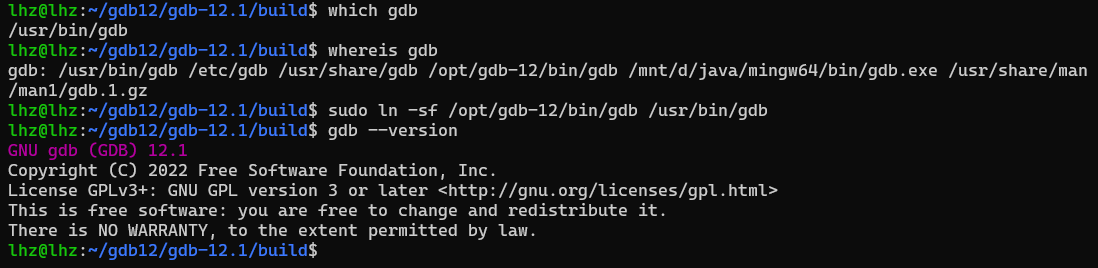 lhz@lhz:~/gdb12/gdb-12.1/build$ which gdb
/usr/bin/gdb
lhz@lhz:~/gdb12/gdb-12.1/build$ whereis gdb
gdb: /usr/bin/gdb /etc/gdb /usr/share/gdb /opt/gdb-12/bin/gdb /mnt/d/java/mingw64/bin/gdb.exe /usr/share/man
/man1/gdb.1.gz
lhz@lhz:~/gdb12/gdb-12.1/build$ sudo ln -sf /opt/gdb-12/bin/gdb /usr/bin/gdb
lhz@lhz:~/gdb12/gdb-12.1/build$ gdb --version
GNU gdb (GDB) 12.1
Copyright (C) 2022 Free Software Foundation, Inc.
License GPLv3+: GNU GPL version 3 or later <http://gnu.org/licenses/gpl.html>
This is free software: you are free to change and redistribute it.
There is NO WARRANTY, to the extent permitted by law.
lhz@lhz:~/gdb12/gdb-12.1/build$